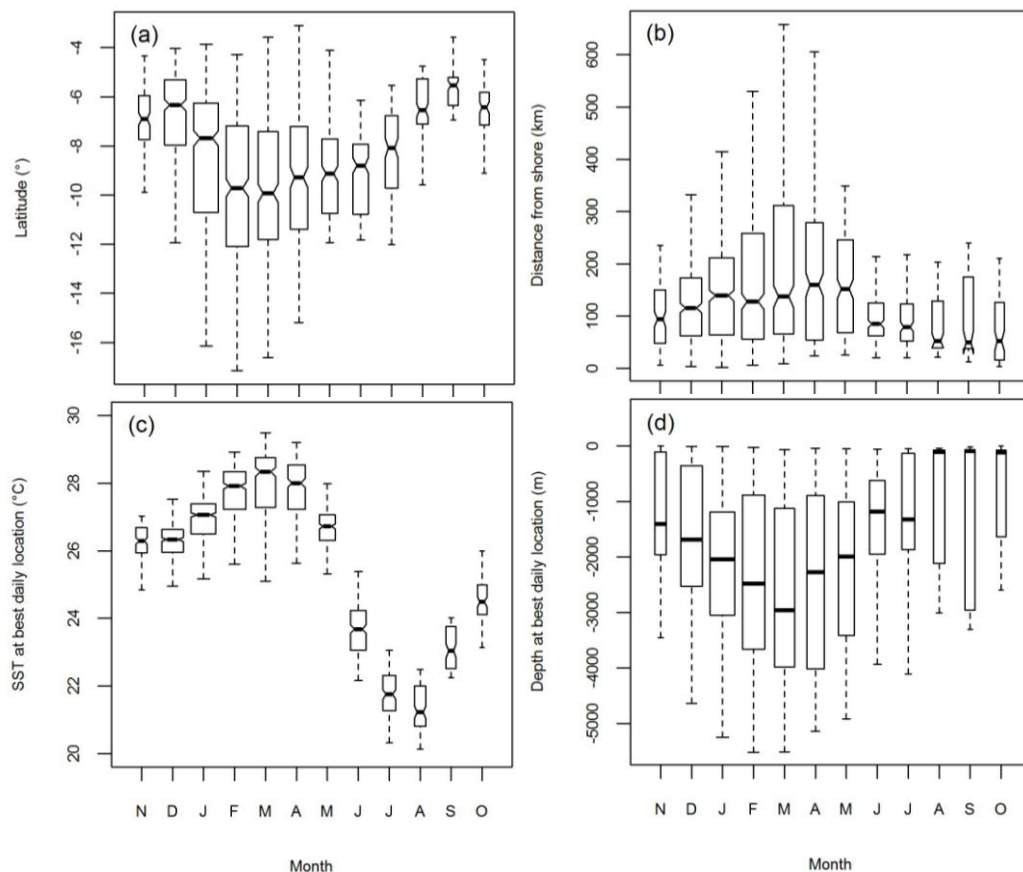 (a)
Latitude (°)
-4
-6
-8
-10
-12
-14
-16
(b)
Distance from shore (km)
600
500
400
300
200
100
0
(c)
SST at best daily location (°C)
30
28
26
24
22
20
N D J F M A M J J A S O
Month
(d)
Depth at best daily location (m)
0
-1000
-2000
-3000
-4000
-5000
N D J F M A M J J A S O
Month